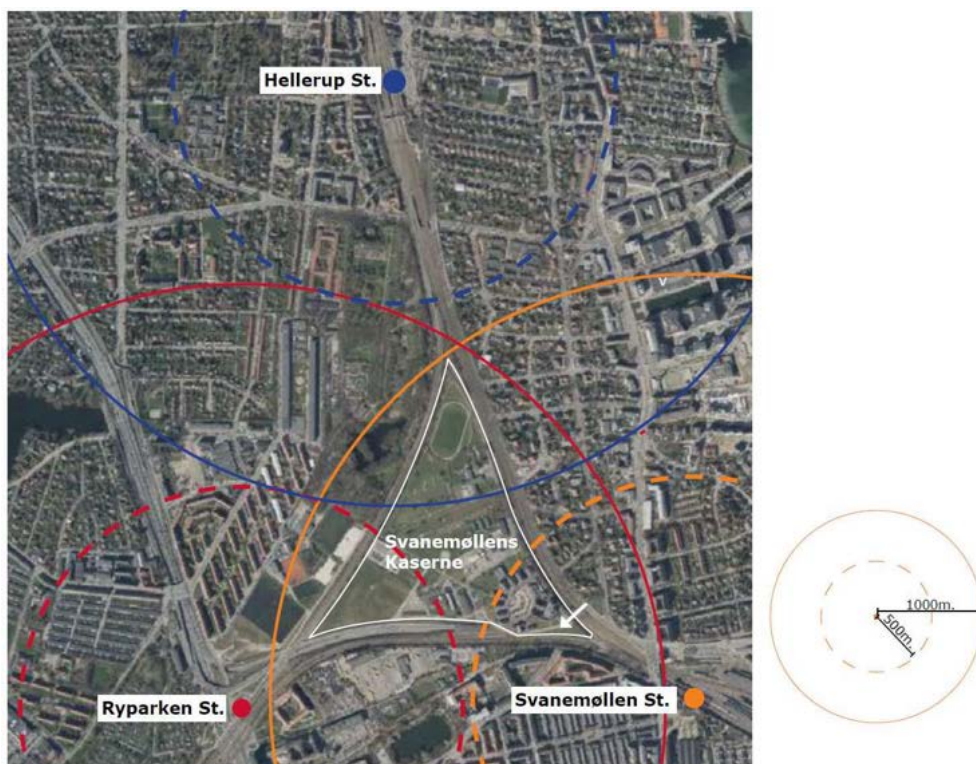 Hellerup St.
v
Svanemøllens
Kaserne
Ryparken St.
Svanemøllen St.
1000m.
500m.